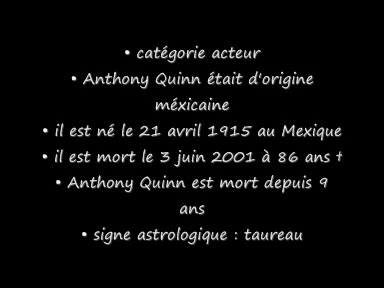 • catégorie acteur
• Anthony Quinn était d'origine
méxicaine
• il est né le 21 avril 1915 au Mexique
• il est mort le 3 juin 2001 à 86 ans †
• Anthony Quinn est mort depuis 9
ans
• signe astrologique : taureau